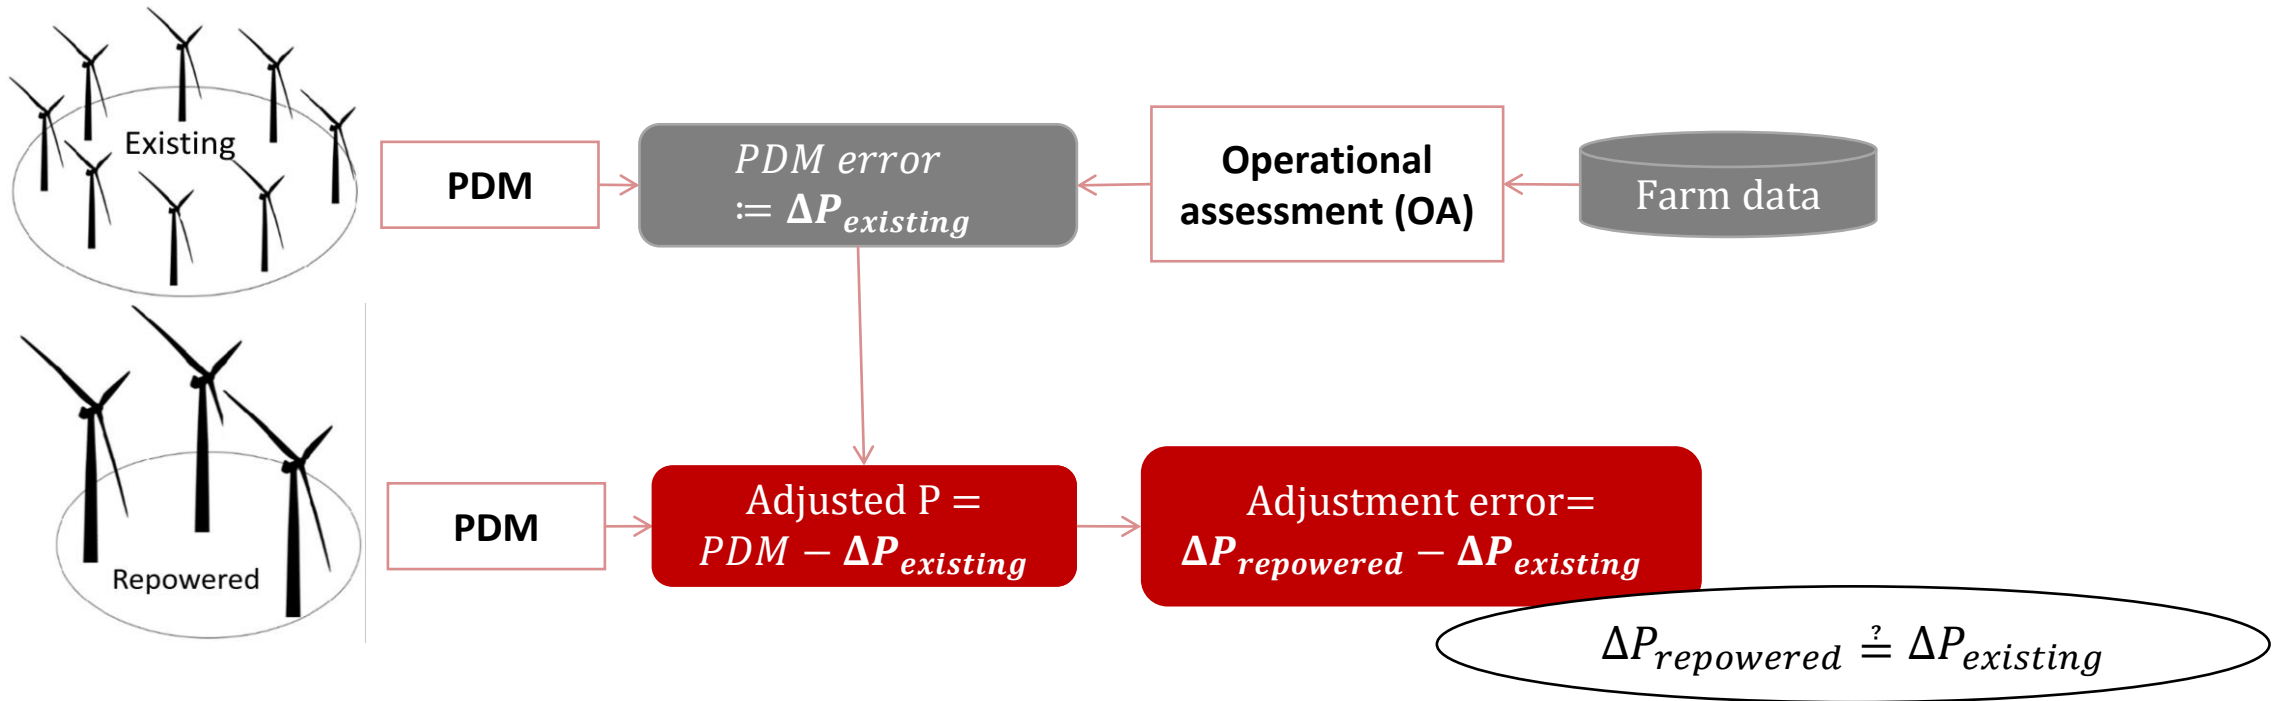 Existing
PDM
PDM error
:= ΔP_existing
Operational
assessment (OA)
Farm data
Repowered
PDM
Adjusted P =
PDM − ΔP_existing
Adjustment error=
ΔP_repowered − ΔP_existing
ΔP_repowered ≟ ΔP_existing